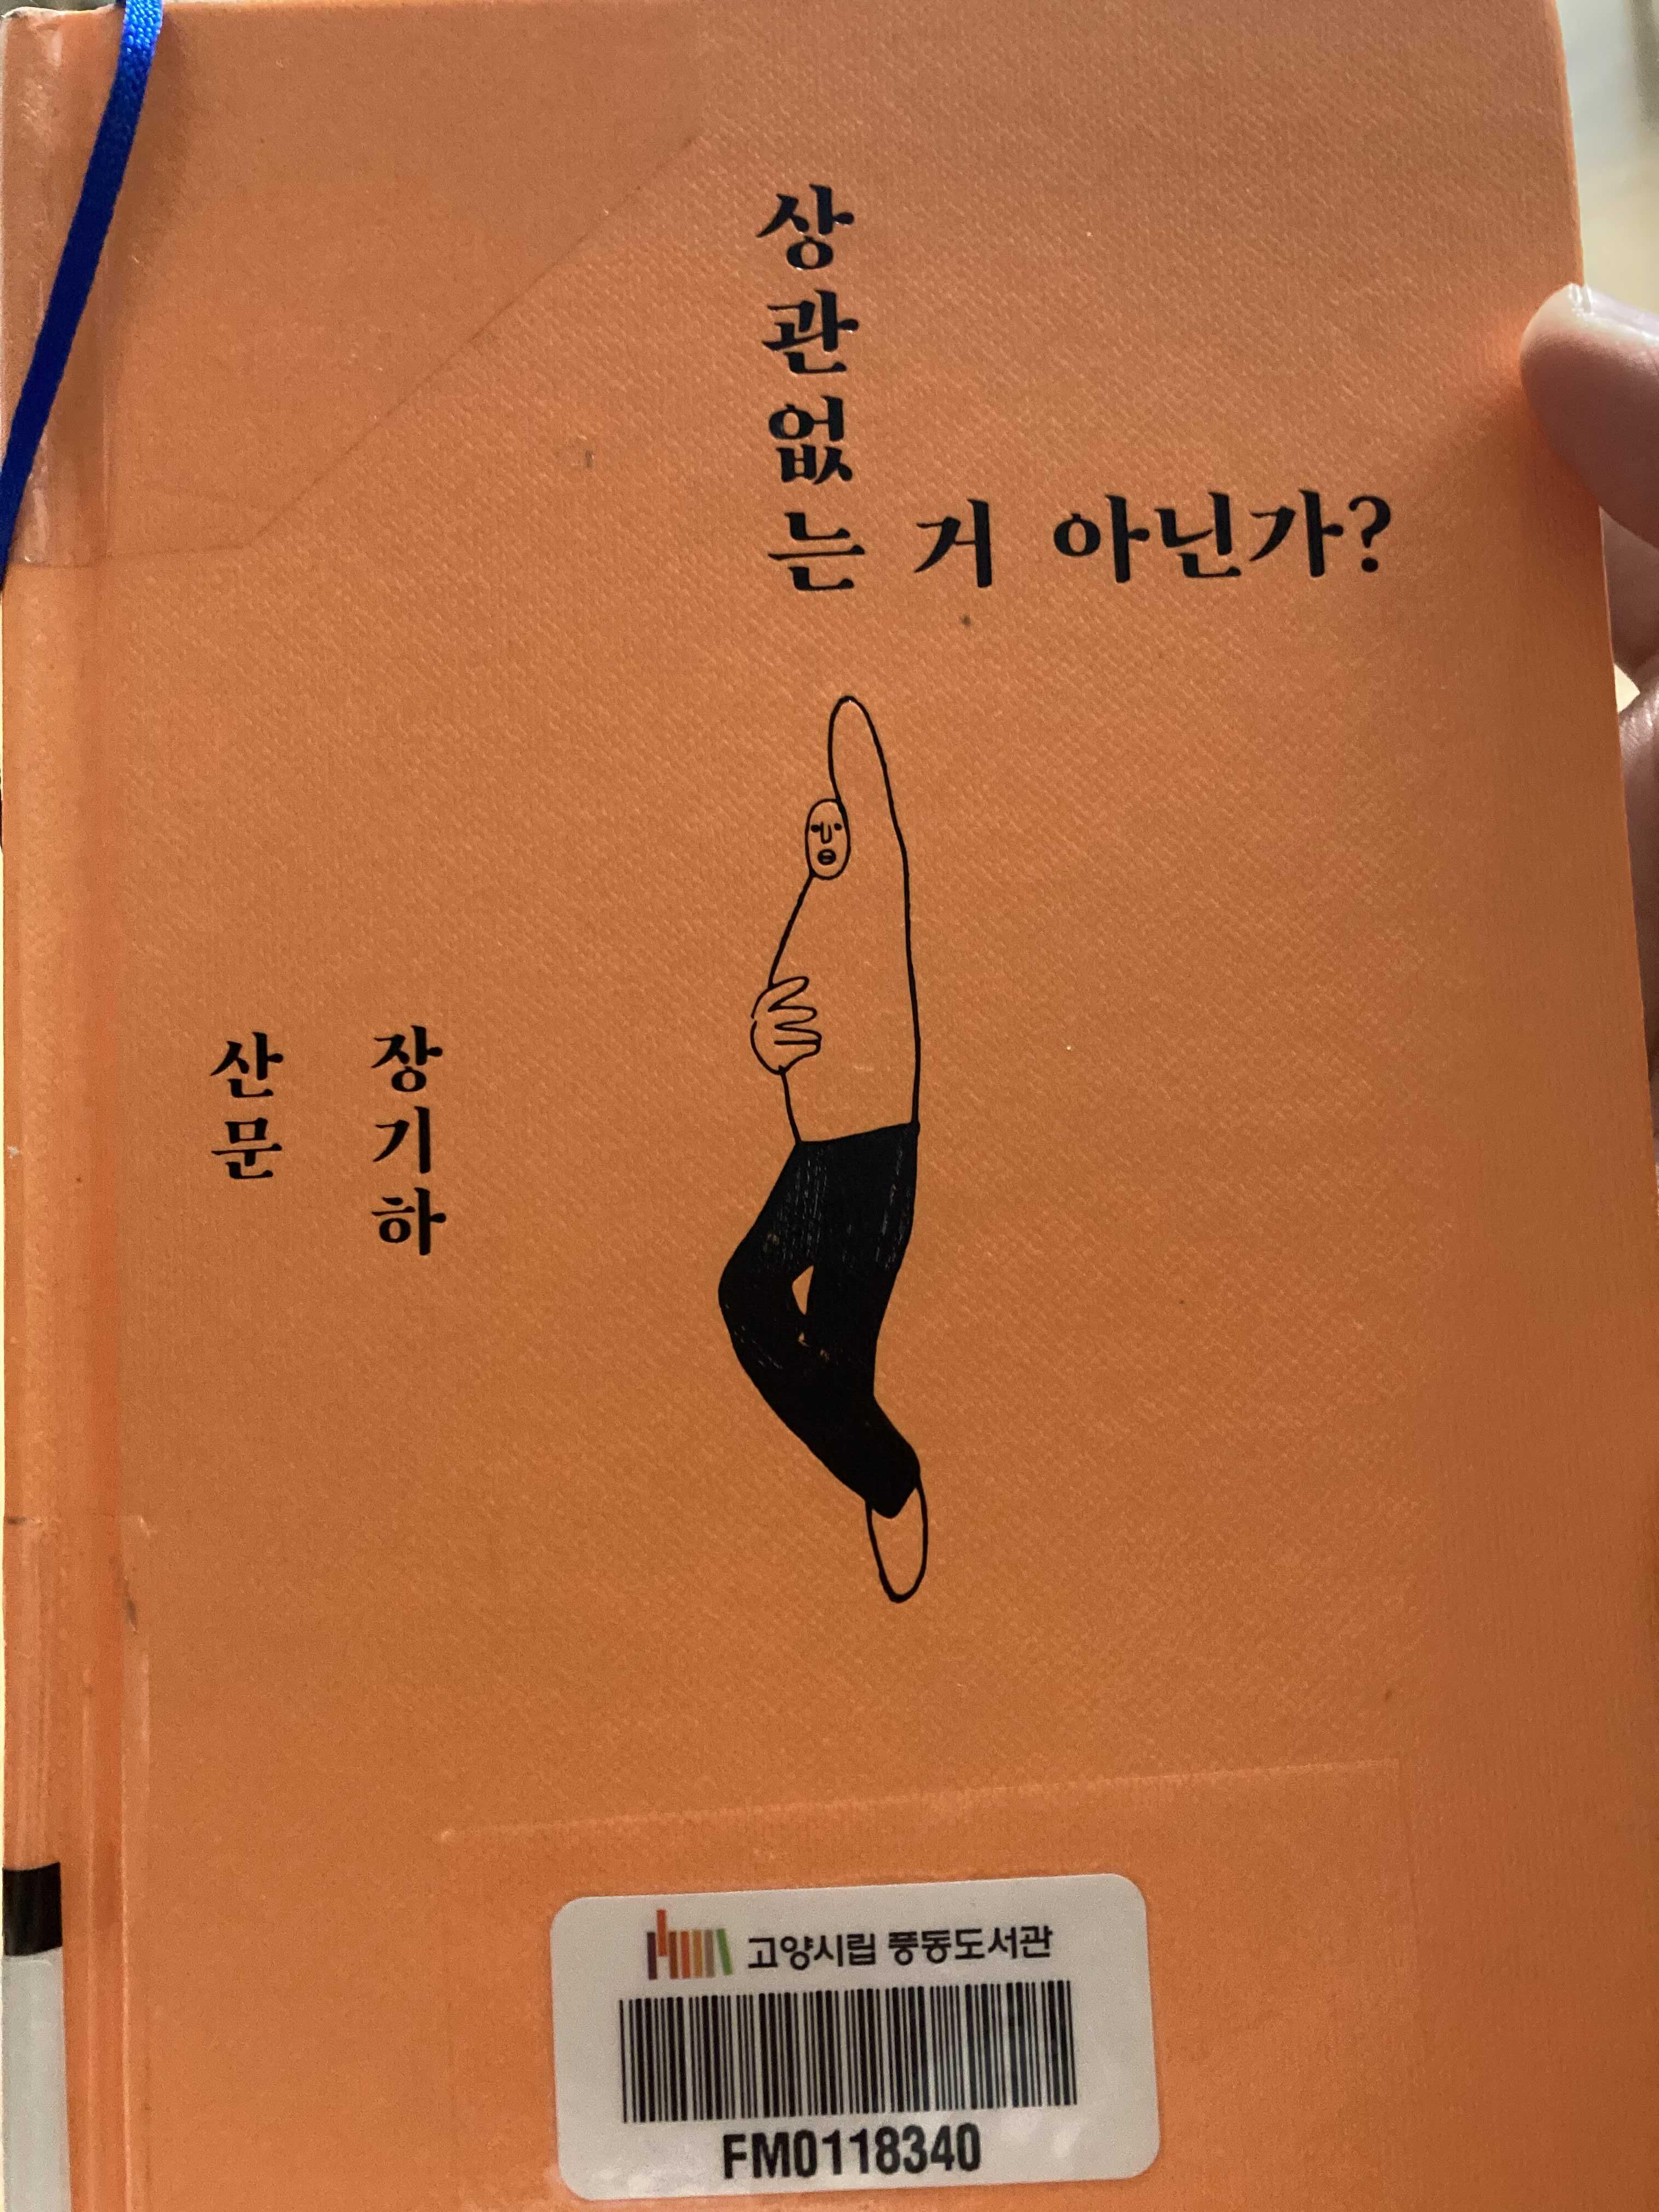 상관없는 거 아닌가?
장기하
산문
고양시립 풍동도서관
FM0118340